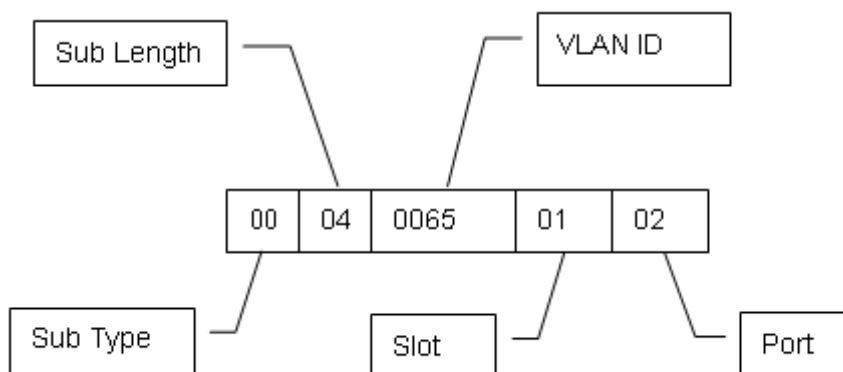 Sub Length
VLAN ID
00 04 0065 01 02
Sub Type
Slot
Port